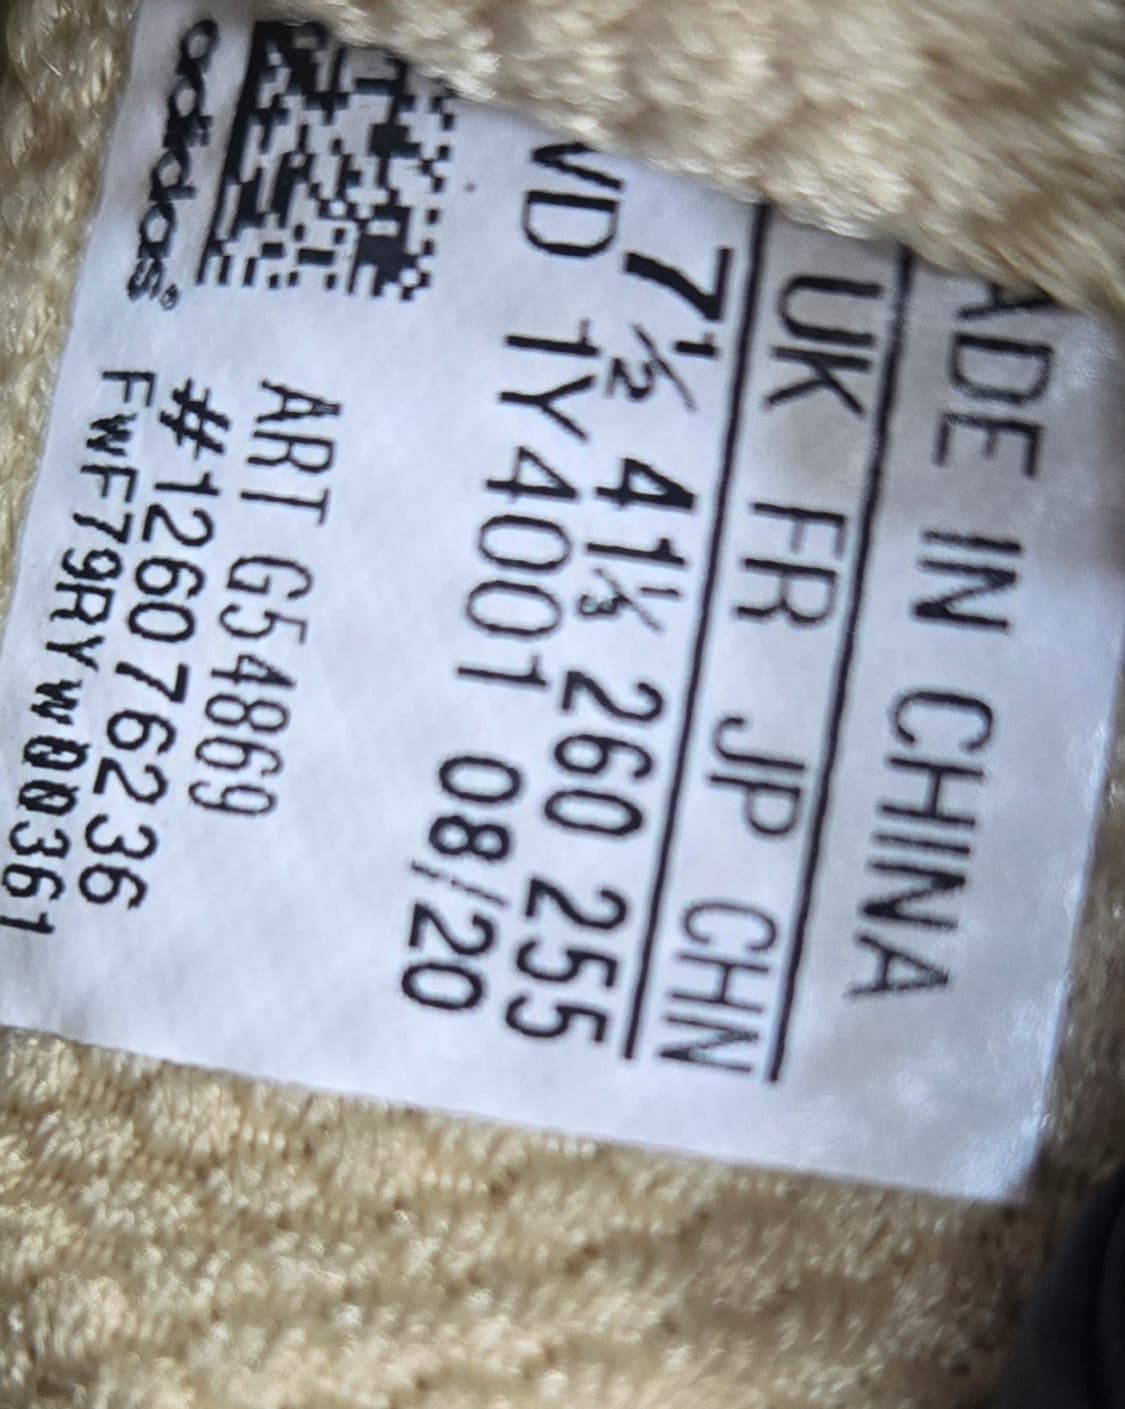 ADE IN CHINA
UK FR JP CHN
7½ 41⅓ 260 255
VD 1Y4001 08/20
ART G54869
#1260762236
FWF79RYW00361
adidas®